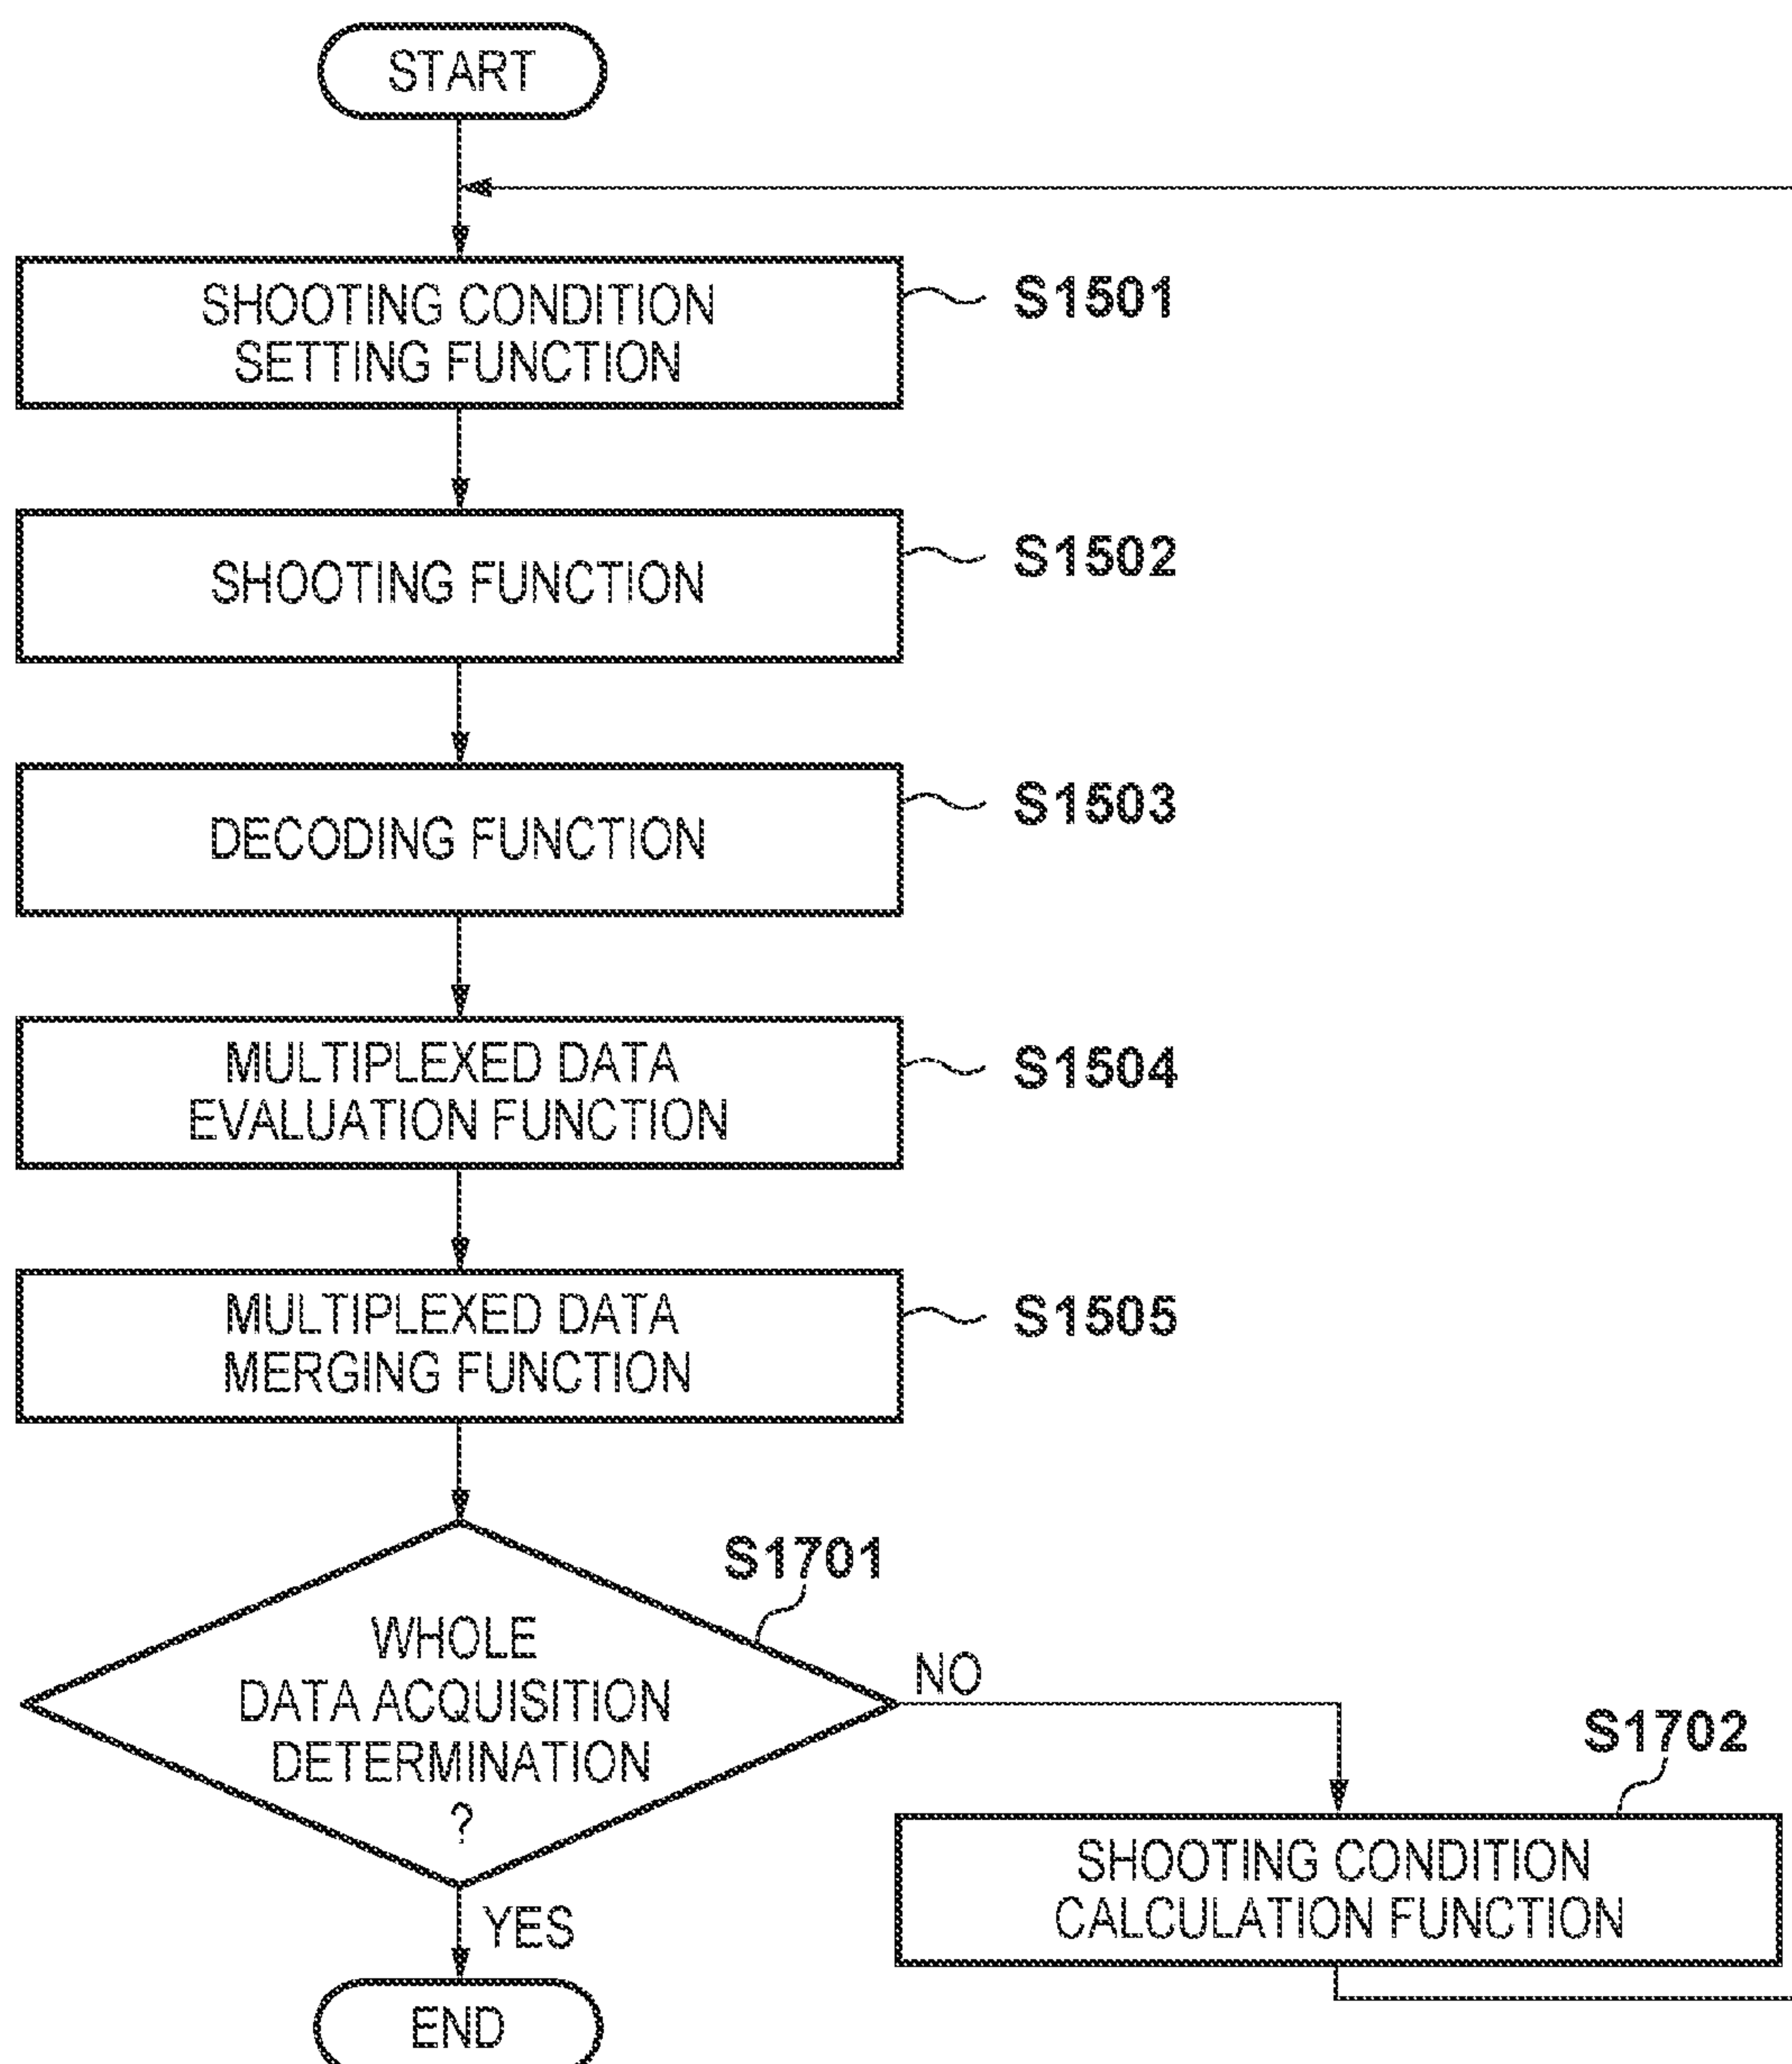 START
SHOOTING CONDITION
SETTING FUNCTION
S1501
SHOOTING FUNCTION
S1502
DECODING FUNCTION
S1503
MULTIPLEXED DATA
EVALUATION FUNCTION
S1504
MULTIPLEXED DATA
MERGING FUNCTION
S1505
S1701
WHOLE
DATA ACQUISITION
DETERMINATION
?
NO
S1702
SHOOTING CONDITION
CALCULATION FUNCTION
YES
END